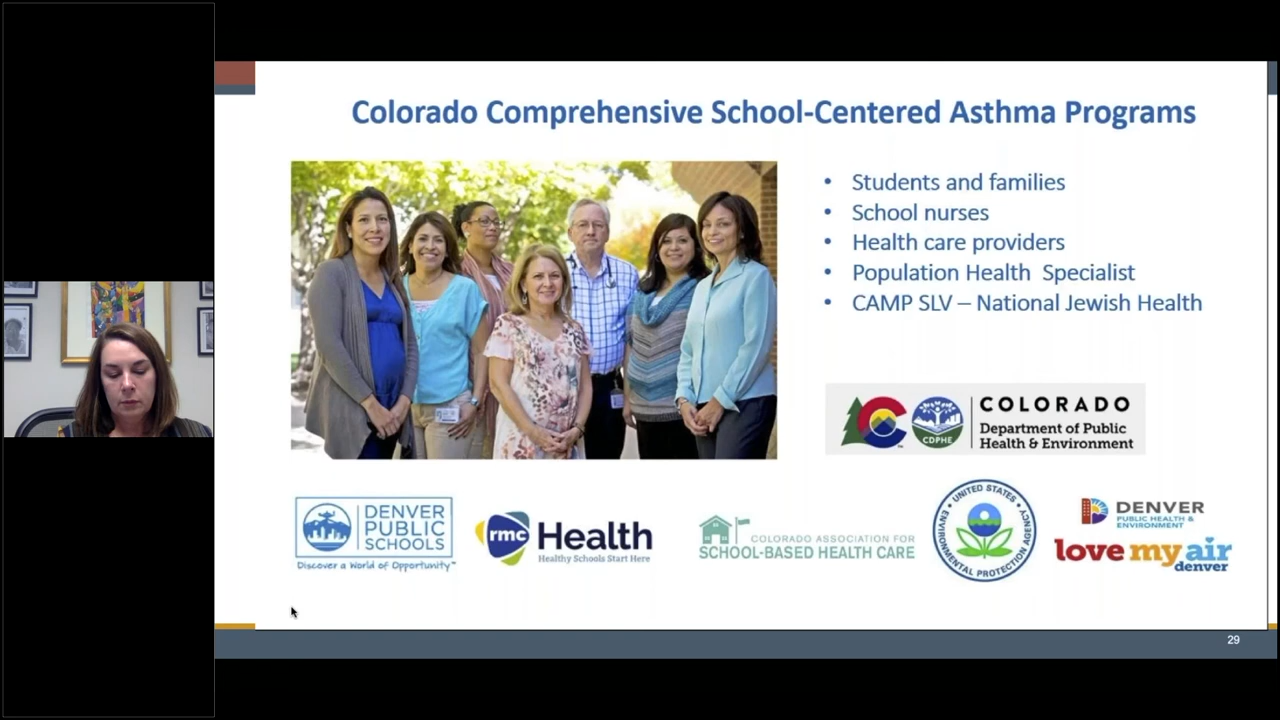 Colorado Comprehensive School-Centered Asthma Programs
• Students and families
• School nurses
• Health care providers
• Population Health Specialist
• CAMP SLV – National Jewish Health
CDPHE
COLORADO
Department of Public
Health & Environment
DENVER
PUBLIC
SCHOOLS
Discover a World of Opportunity™
rmc Health
Healthy Schools Start Here
COLORADO ASSOCIATION FOR
SCHOOL-BASED HEALTH CARE
UNITED STATES
ENVIRONMENTAL PROTECTION AGENCY
DENVER
PUBLIC HEALTH &
ENVIRONMENT
love my air
denver
29